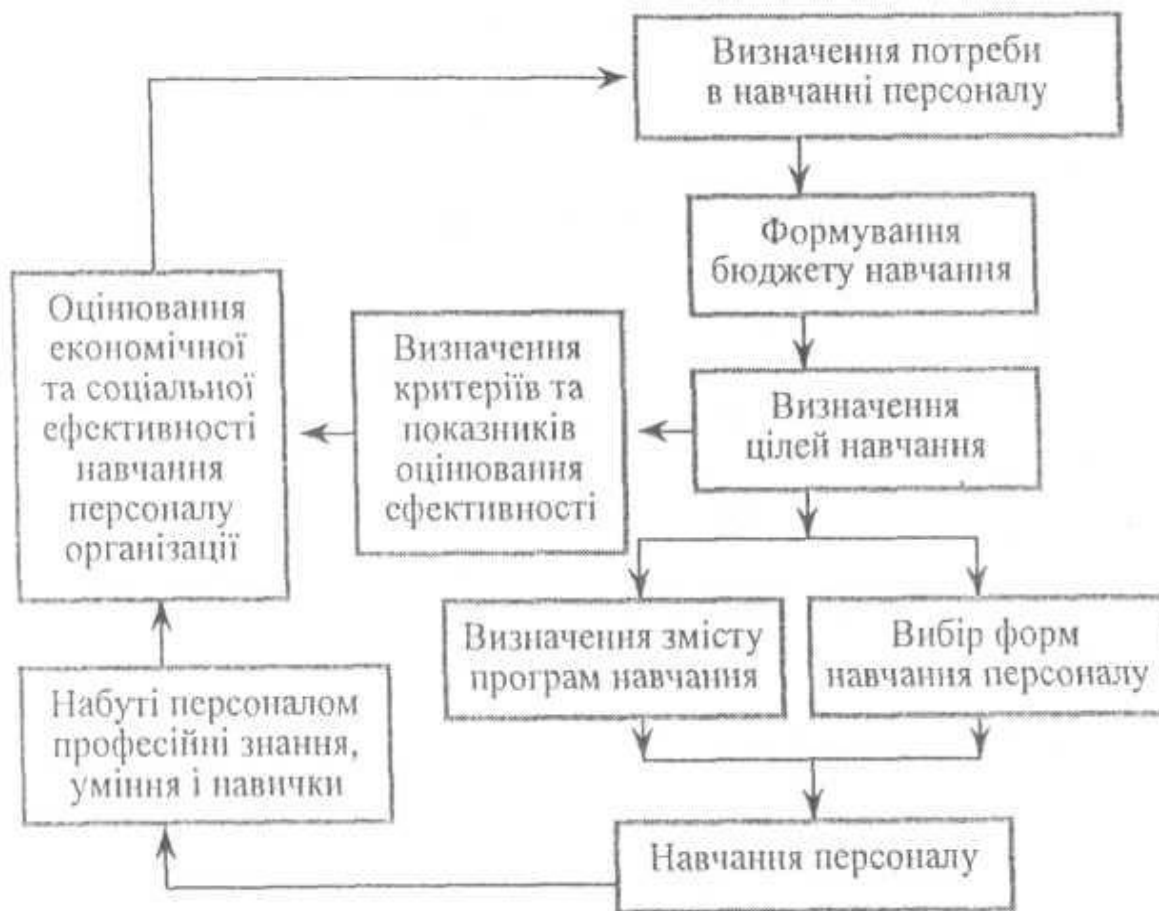 Визначення потреби
в навчанні персоналу
Формування
бюджету навчання
Визначення
цілей навчання
Визначення
критеріїв та
показників
оцінювання
ефективності
Оцінювання
економічної
та соціальної
ефективності
навчання
персоналу
організації
Визначення змісту
програм навчання
Вибір форм
навчання персоналу
Набуті персоналом
професійні знання,
уміння і навички
Навчання персоналу